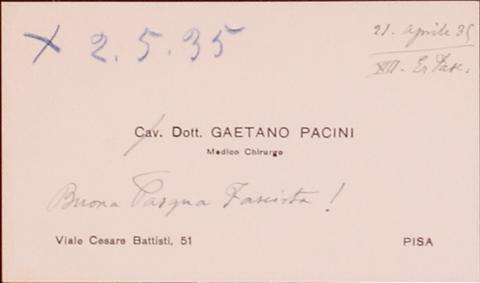 x 2.5.35
21. aprile 35
XIII. Er. Fasc.
Cav. Dott. GAETANO PACINI
Medico Chirurgo
Buona Pasqua Fascista !
Viale Cesare Battisti, 51
PISA